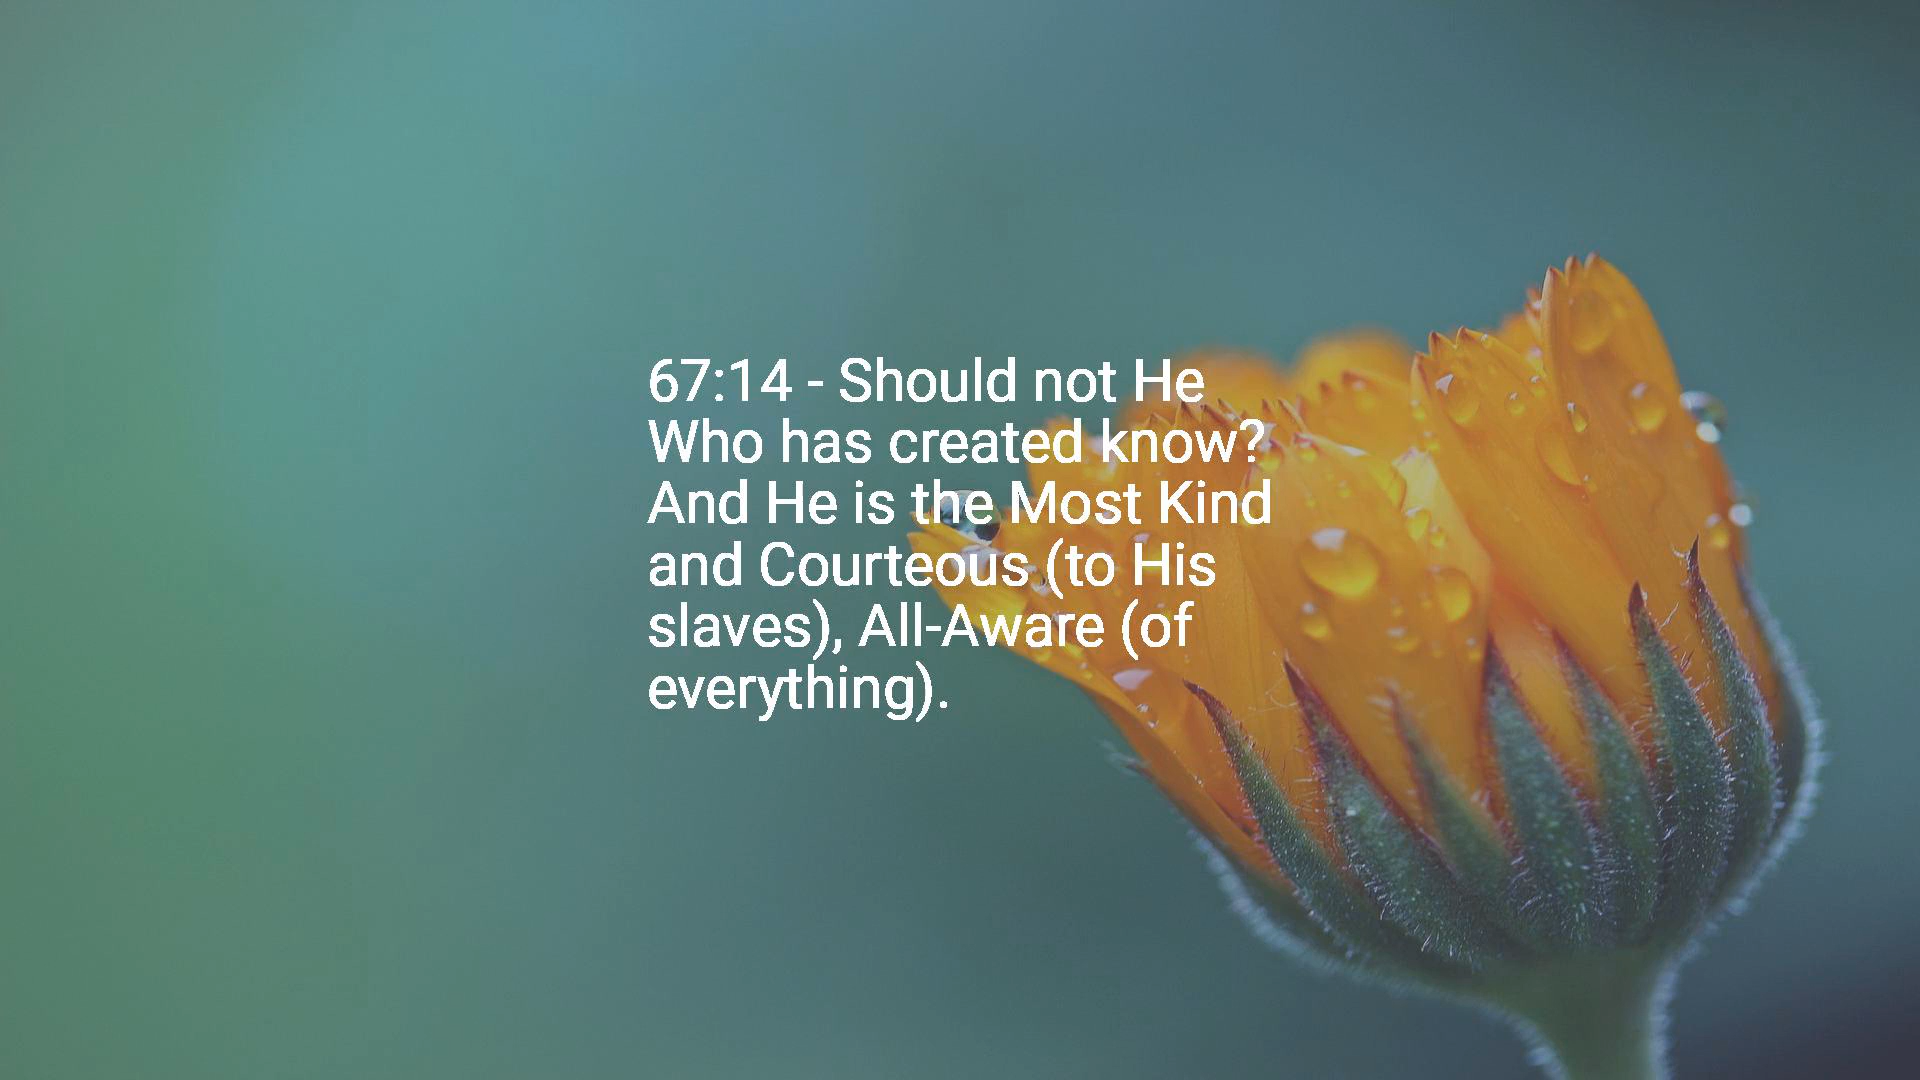 67:14 - Should not He
Who has created know?
And He is the Most Kind
and Courteous (to His
slaves), All-Aware (of
everything).